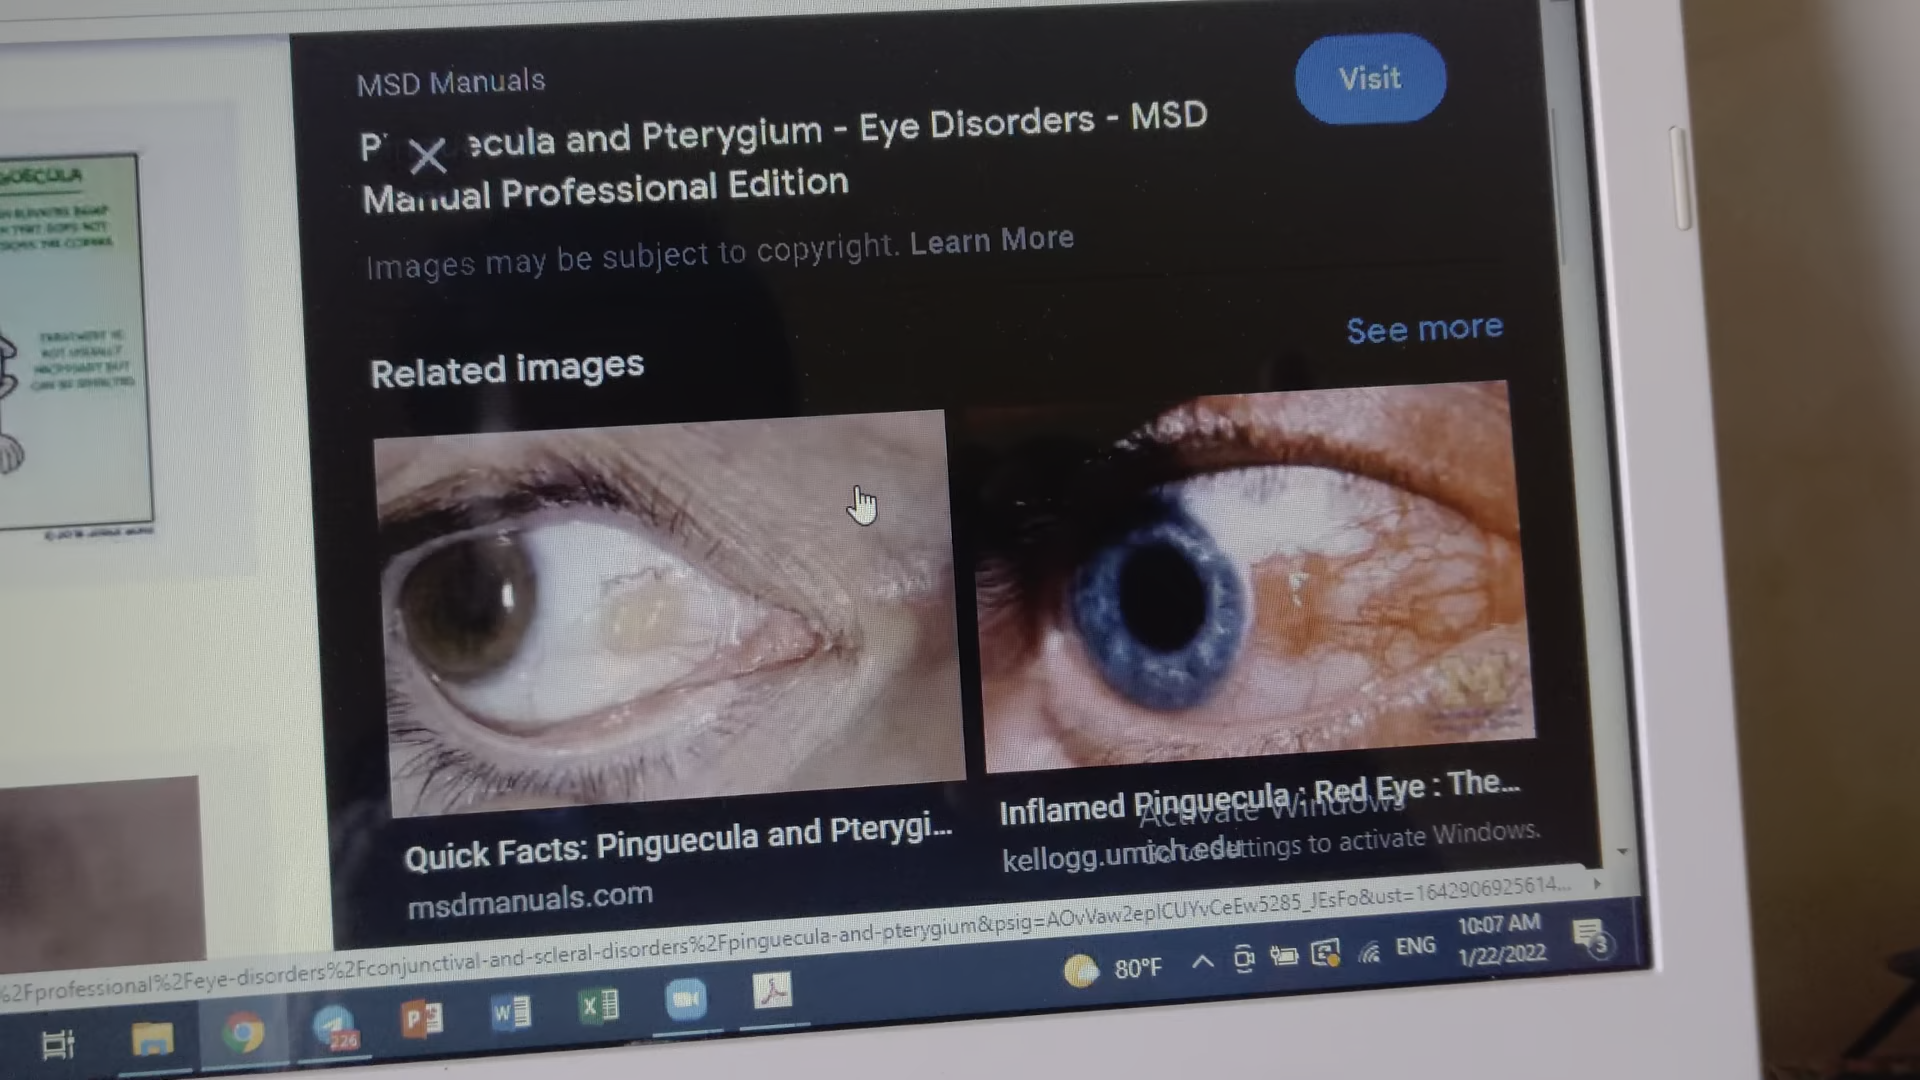 MSD Manuals
Visit
ecula and Pterygium - Eye Disorders - MSD
Manual Professional Edition
Images may be subject to copyright. Learn More
See more
Related images
Quick Facts: Pinguecula and Pterygi...
msdmanuals.com
Inflamed Pinguecula : Red Eye : The...
Activate Windows
kellogg.umich.edu
settings to activate Windows.
%2Fprofessional%2Feye-disorders%2Fconjunctival-and-scleral-disorders%2Fpinguecula-and-pterygium&psig=AOvVaw2epICUYvCeEw5285_JEsFo&ust=1642906925614...
226
80°F
ENG
10:07 AM
1/22/2022
3